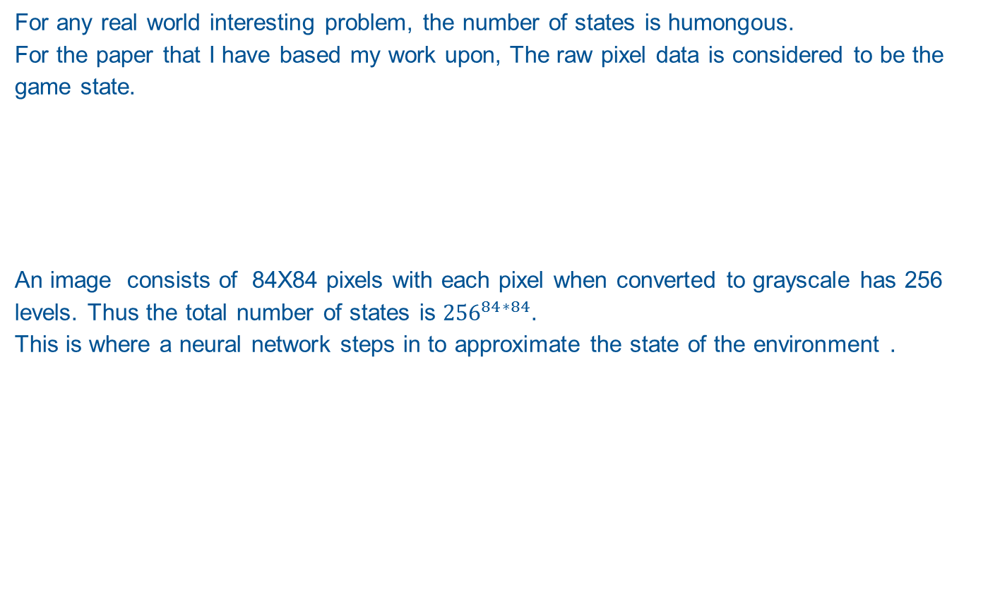 For any real world interesting problem, the number of states is humongous.
For the paper that I have based my work upon, The raw pixel data is considered to be the
game state.
An image consists of 84X84 pixels with each pixel when converted to grayscale has 256
levels. Thus the total number of states is 256^{84*84}.
This is where a neural network steps in to approximate the state of the environment .